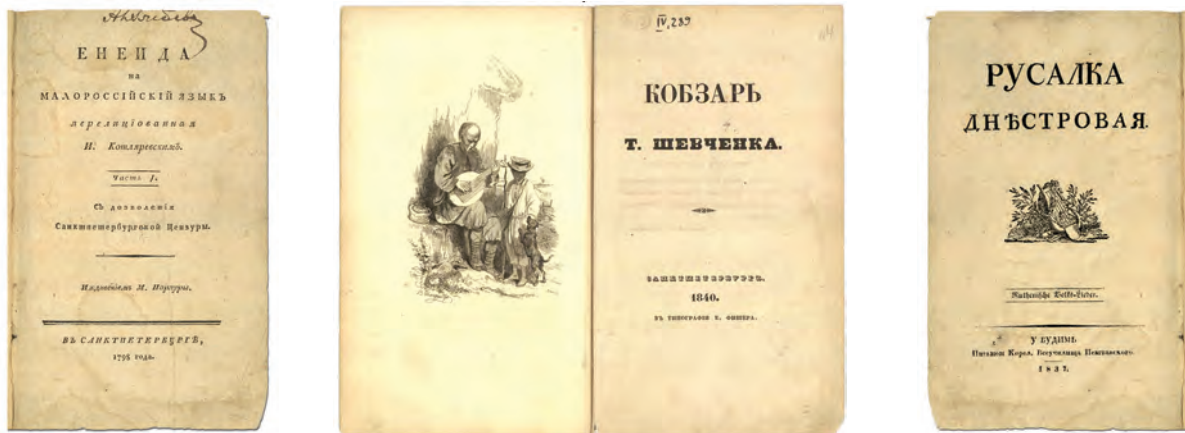 ЕНЕИДА
на
МАЛОРОССІЙСКІЙ ЯЗЫКЪ
перелиціованная
И. Котляревскимъ.
Часть I.
Съ дозволенія
Санктпетербургской Цензуры.
Иждивеніемъ М. Парпуры.
ВЪ САНКТПЕТЕРБУРГѢ,
1798 года.
IV, 289
КОБЗАРЬ
Т. ШЕВЧЕНКА.
САНКТПЕТЕРБУРГЪ.
1840.
ВЪ ТИПОГРАФІИ Е. ФИШЕРА.
РУСАЛКА
ДНѢСТРОВАЯ.
Ruthenische Volks-Lieder.
У БУДИМѢ
Письмом Корол. Всеучилища Пештанского.
1837.